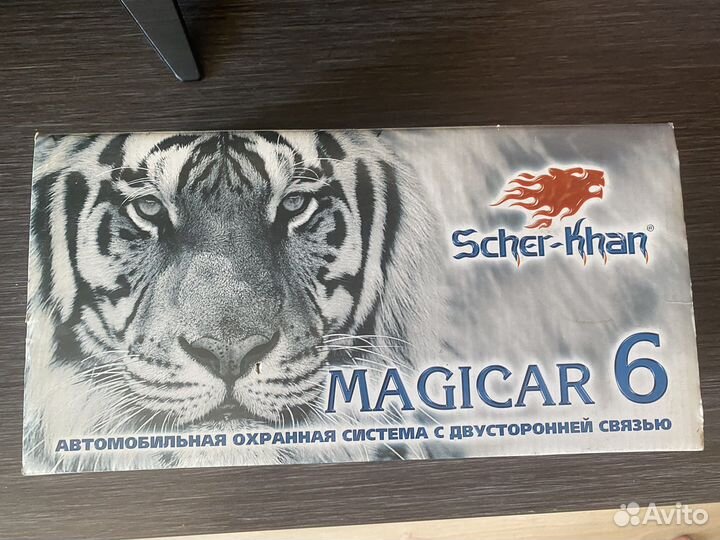 Scher-Khan®
MAGICAR 6
АВТОМОБИЛЬНАЯ ОХРАННАЯ СИСТЕМА С ДВУСТОРОННЕЙ СВЯЗЬЮ
Avito